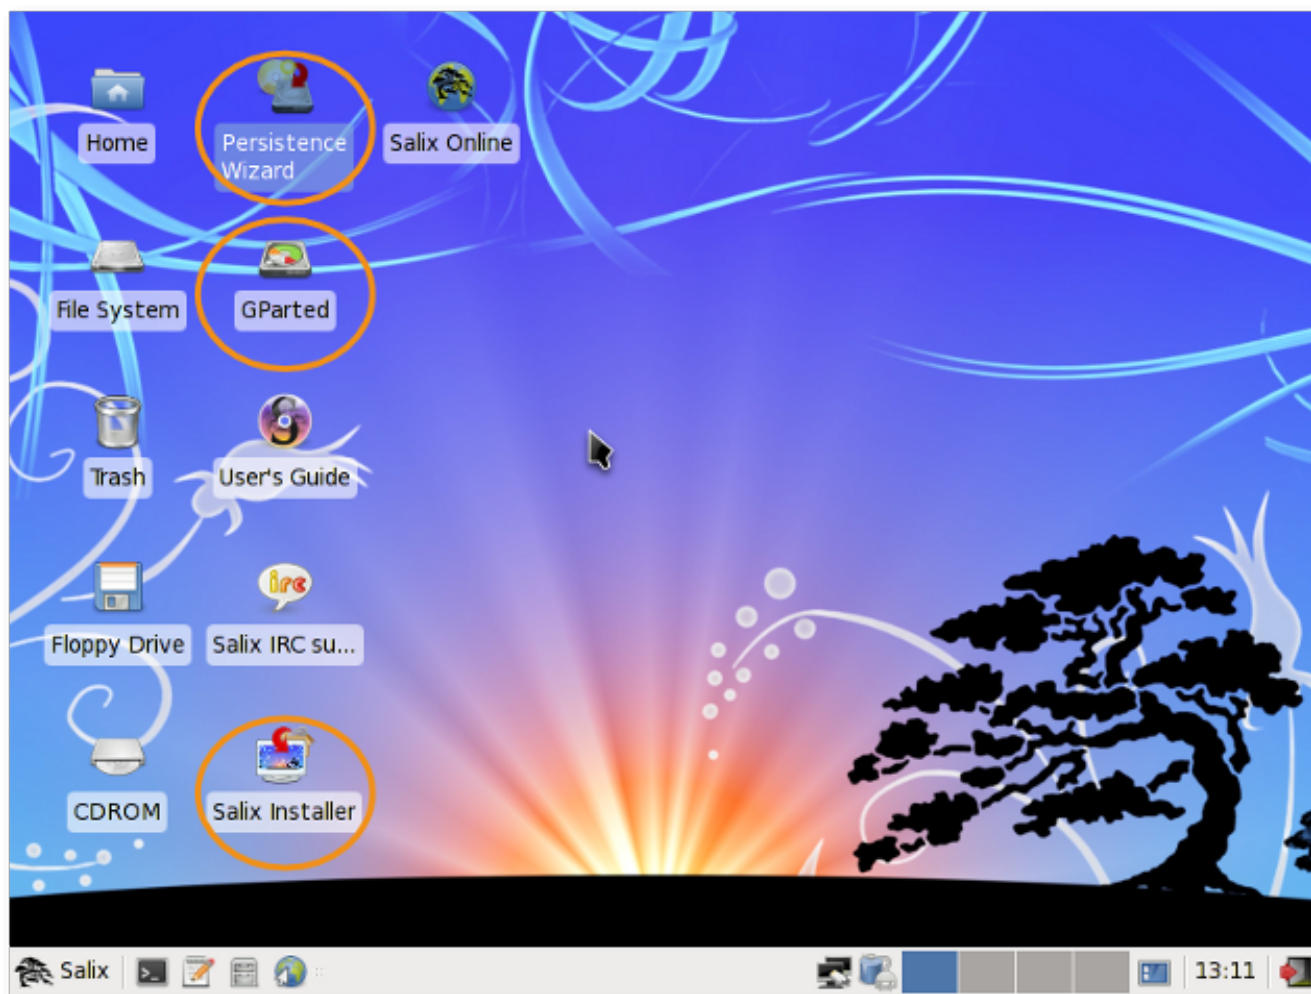 Home
Persistence
Wizard
Salix Online
File System
GParted
Trash
User's Guide
irc
Floppy Drive
Salix IRC su...
CDROM
Salix Installer
Salix
13:11